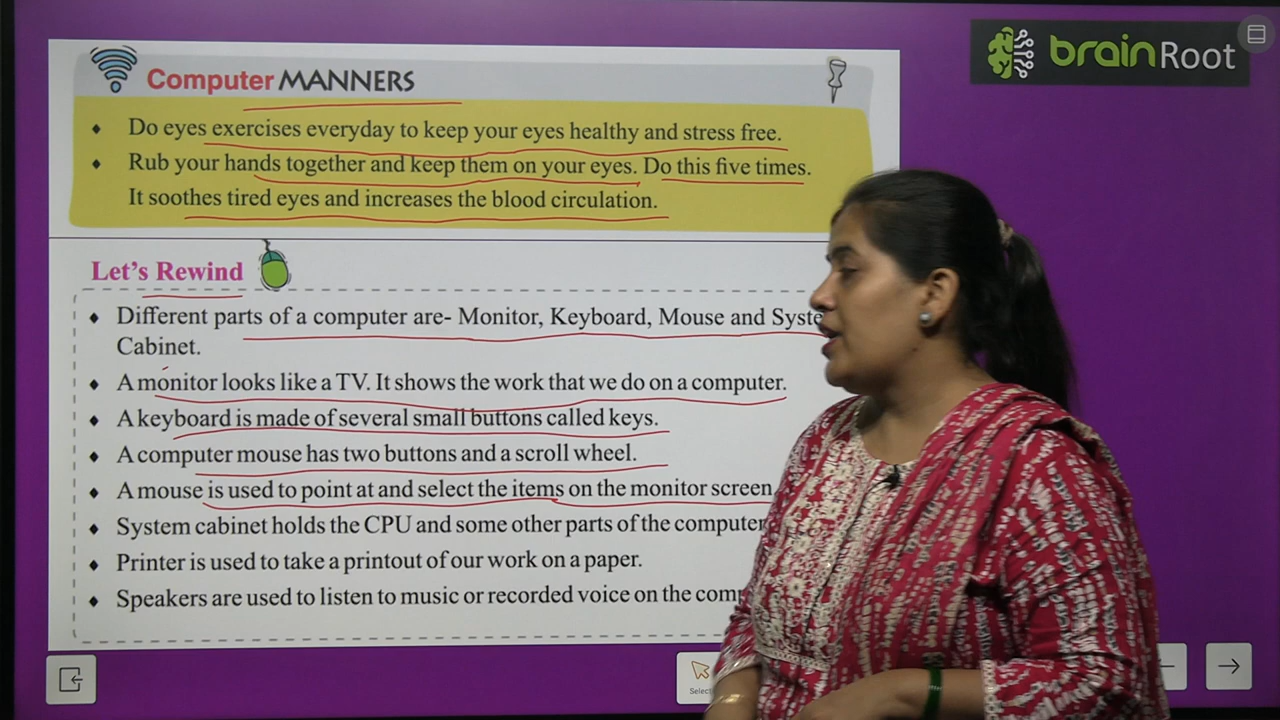 brainRoot
Computer MANNERS
♦ Do eyes exercises everyday to keep your eyes healthy and stress free.
♦ Rub your hands together and keep them on your eyes. Do this five times.
It soothes tired eyes and increases the blood circulation.
Let's Rewind
♦ Different parts of a computer are- Monitor, Keyboard, Mouse and
Cabinet.
♦ A monitor looks like a TV. It shows the work that we do on a computer.
♦ A keyboard is made of several small buttons called keys.
♦ A computer mouse has two buttons and a scroll wheel.
♦ A mouse is used to point at and select the items on the monitor screen
♦ System cabinet holds the CPU and some other parts of the computer
♦ Printer is used to take a printout of our work on a paper.
♦ Speakers are used to listen to music or recorded voice on the
Select